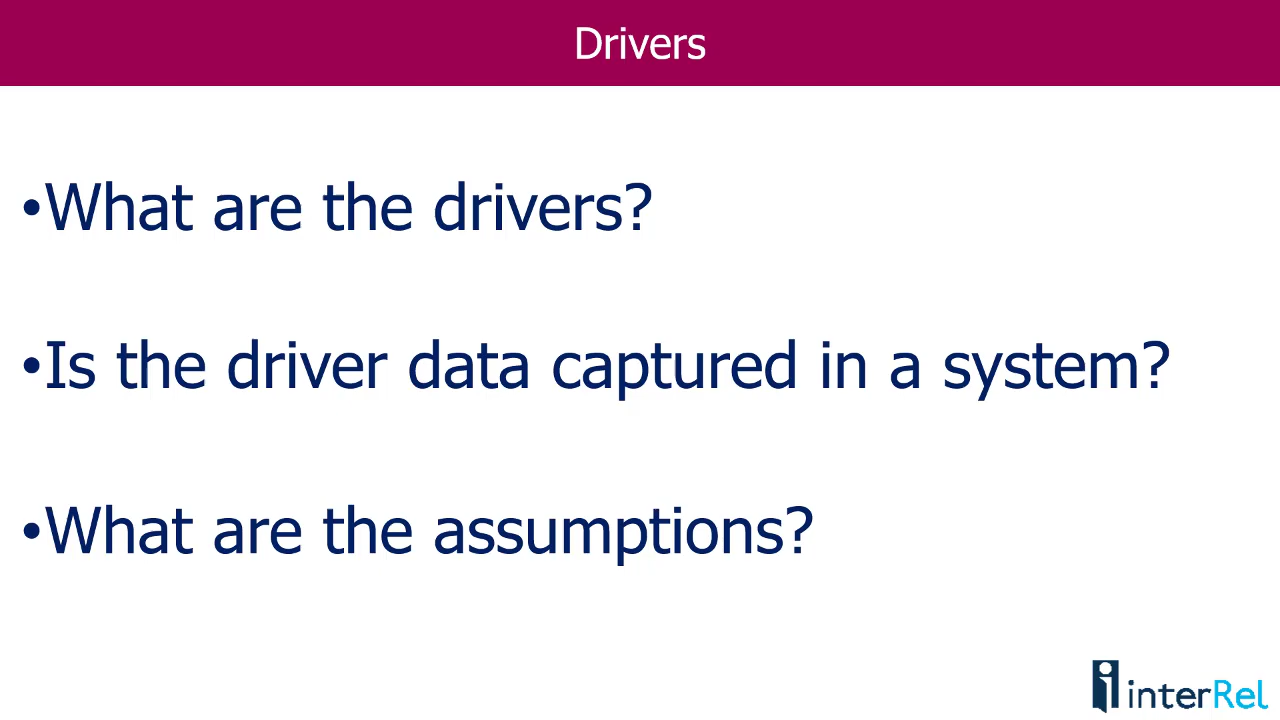 Drivers
•What are the drivers?
•Is the driver data captured in a system?
•What are the assumptions?
interRel